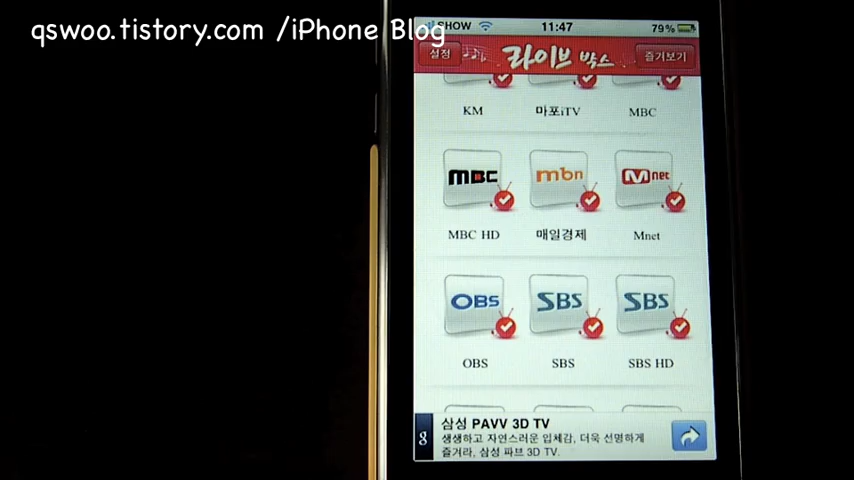 qswoo.tistory.com /iPhone Blog
SHOW 11:47 79%
설정 라이브 박스 즐겨보기
KM 마포iTV MBC
MBC mbn Mnet
MBC HD 매일경제 Mnet
OBS SBS SBS
OBS SBS SBS HD
g 삼성 PAVV 3D TV
생생하고 자연스러운 입체감, 더욱 선명하게
즐겨라, 삼성 파브 3D TV.